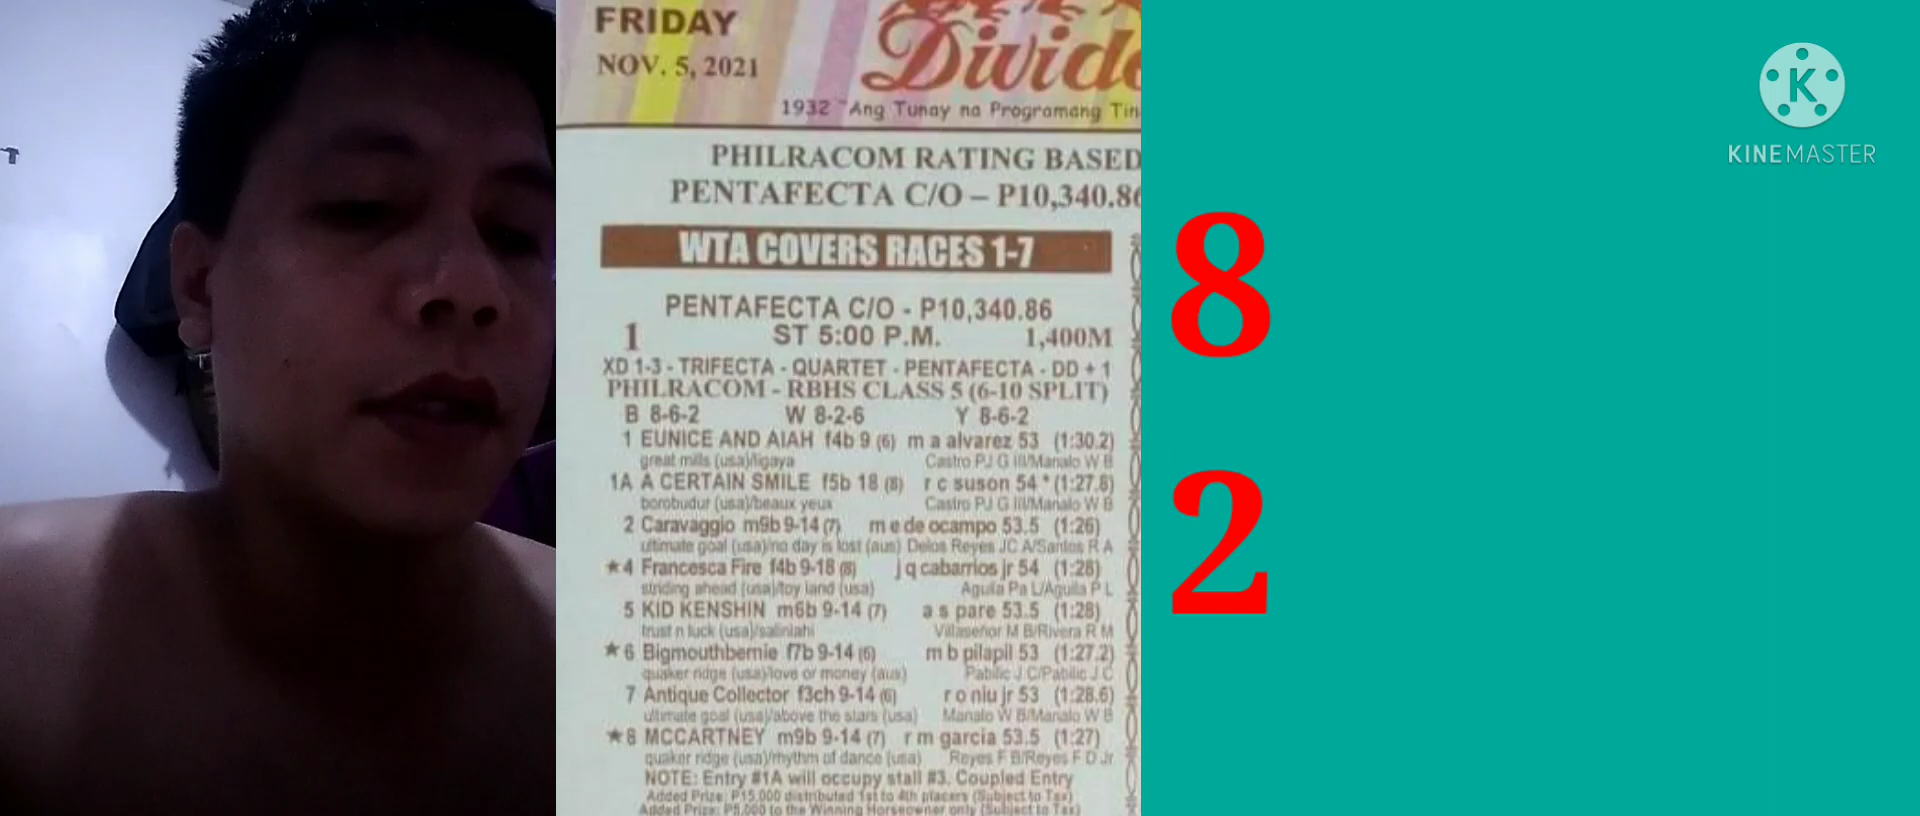 FRIDAY
NOV. 5, 2021
Divid
1932 "Ang Tunay na Programang Tin
PHILRACOM RATING BASED
PENTAFECTA C/O – P10,340.86
WTA COVERS RACES 1-7
PENTAFECTA C/O - P10,340.86
1 ST 5:00 P.M. 1,400M
XD 1-3 - TRIFECTA - QUARTET - PENTAFECTA - DD + 1
PHILRACOM - RBHS CLASS 5 (6-10 SPLIT)
B 8-6-2 W 8-2-6 Y 8-6-2
1 EUNICE AND AIAH f4b 9 (6) m a alvarez 53 (1:30.2)
great mills (usa)/ligaya Castro PJ G III/Manalo W B
1A A CERTAIN SMILE f5b 18 (8) r c suson 54 * (1:27.8)
borobudur (usa)/beaux yeux Castro PJ G III/Manalo W B
2 Caravaggio m9b 9-14 (7) m e de ocampo 53.5 (1:26)
ultimate goal (usa)/no day is lost (aus) Delos Reyes JC A/Santos R A
★4 Francesca Fire f4b 9-18 (8) j q cabarrios jr 54 (1:28)
striding ahead (usa)/toy land (usa) Aguila Pa L/Aguila P L
5 KID KENSHIN m6b 9-14 (7) a s pare 53.5 (1:28)
trust n luck (usa)/salinlahi Villaseñor M B/Rivera R M
★6 Bigmouthbernie f7b 9-14 (6) m b pilapil 53 (1:27.2)
quaker ridge (usa)/love or money (aus) Pabilic J C/Pabilic J C
7 Antique Collector f3ch 9-14 (6) r o niu jr 53 (1:28.6)
ultimate goal (usa)/above the stars (usa) Manalo W B/Manalo W B
★8 MCCARTNEY m9b 9-14 (7) r m garcia 53.5 (1:27)
quaker ridge (usa)/rhythm of dance (usa) Reyes F B/Reyes F D Jr
NOTE: Entry #1A will occupy stall #3. Coupled Entry
Added Prize: P15,000 distributed 1st to 4th placers (Subject to Tax)
Added Prize: P5,000 to the Winning Horseowner only (Subject to Tax)
8
2
K
KINEMASTER